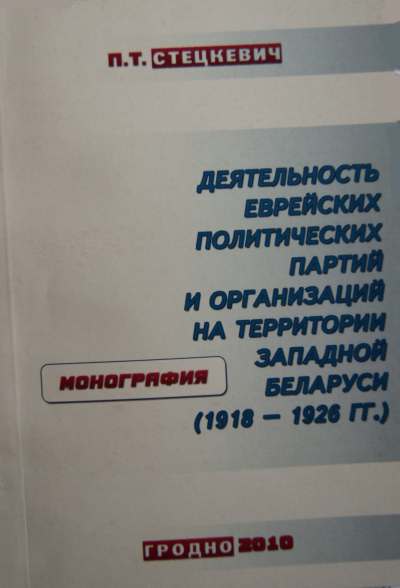 П.Т. СТЕЦКЕВИЧ
ДЕЯТЕЛЬНОСТЬ
ЕВРЕЙСКИХ
ПОЛИТИЧЕСКИХ
ПАРТИЙ
И ОРГАНИЗАЦИЙ
НА ТЕРРИТОРИИ
ЗАПАДНОЙ
БЕЛАРУСИ
(1918 – 1926 ГГ.)
МОНОГРАФИЯ
ГРОДНО 2010